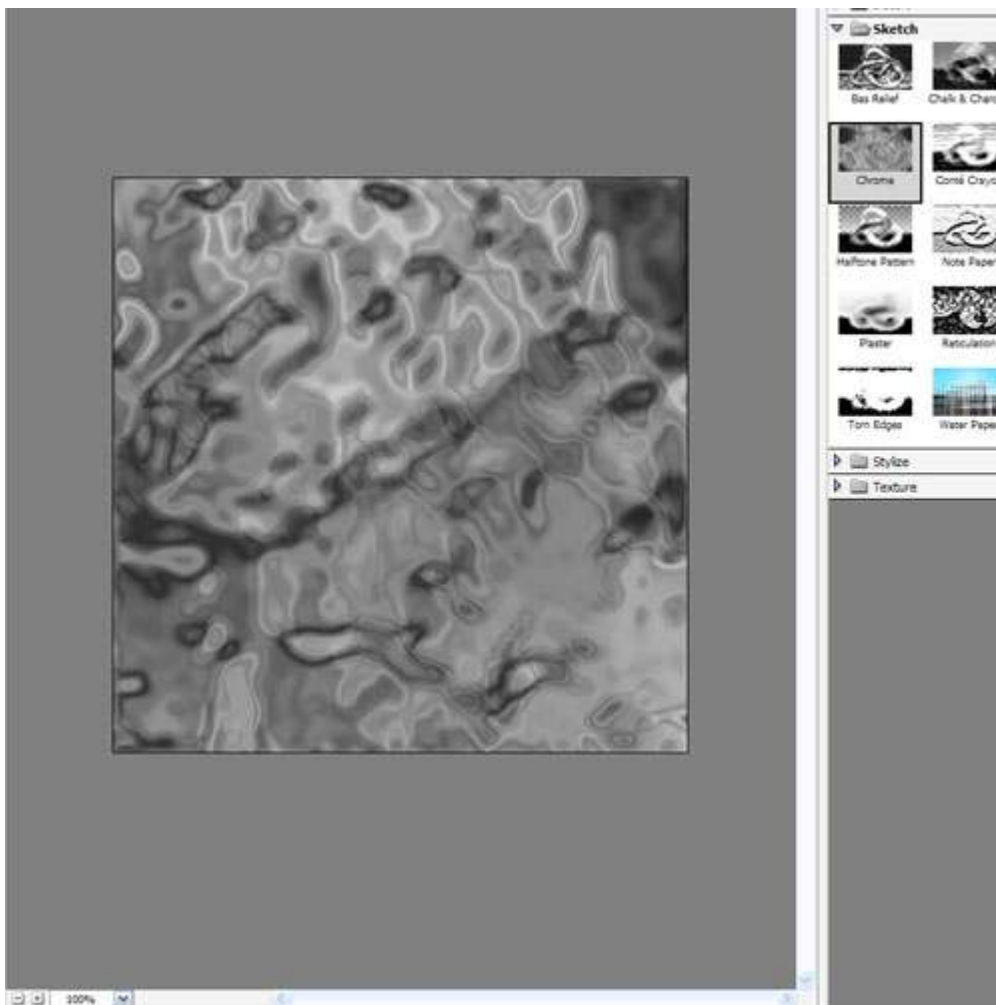 Sketch
Bas Relief
Chalk & Charc
Chrome
Conté Crayo
Halftone Pattern
Note Paper
Plaster
Reticulation
Torn Edges
Water Paper
Stylize
Texture
100%